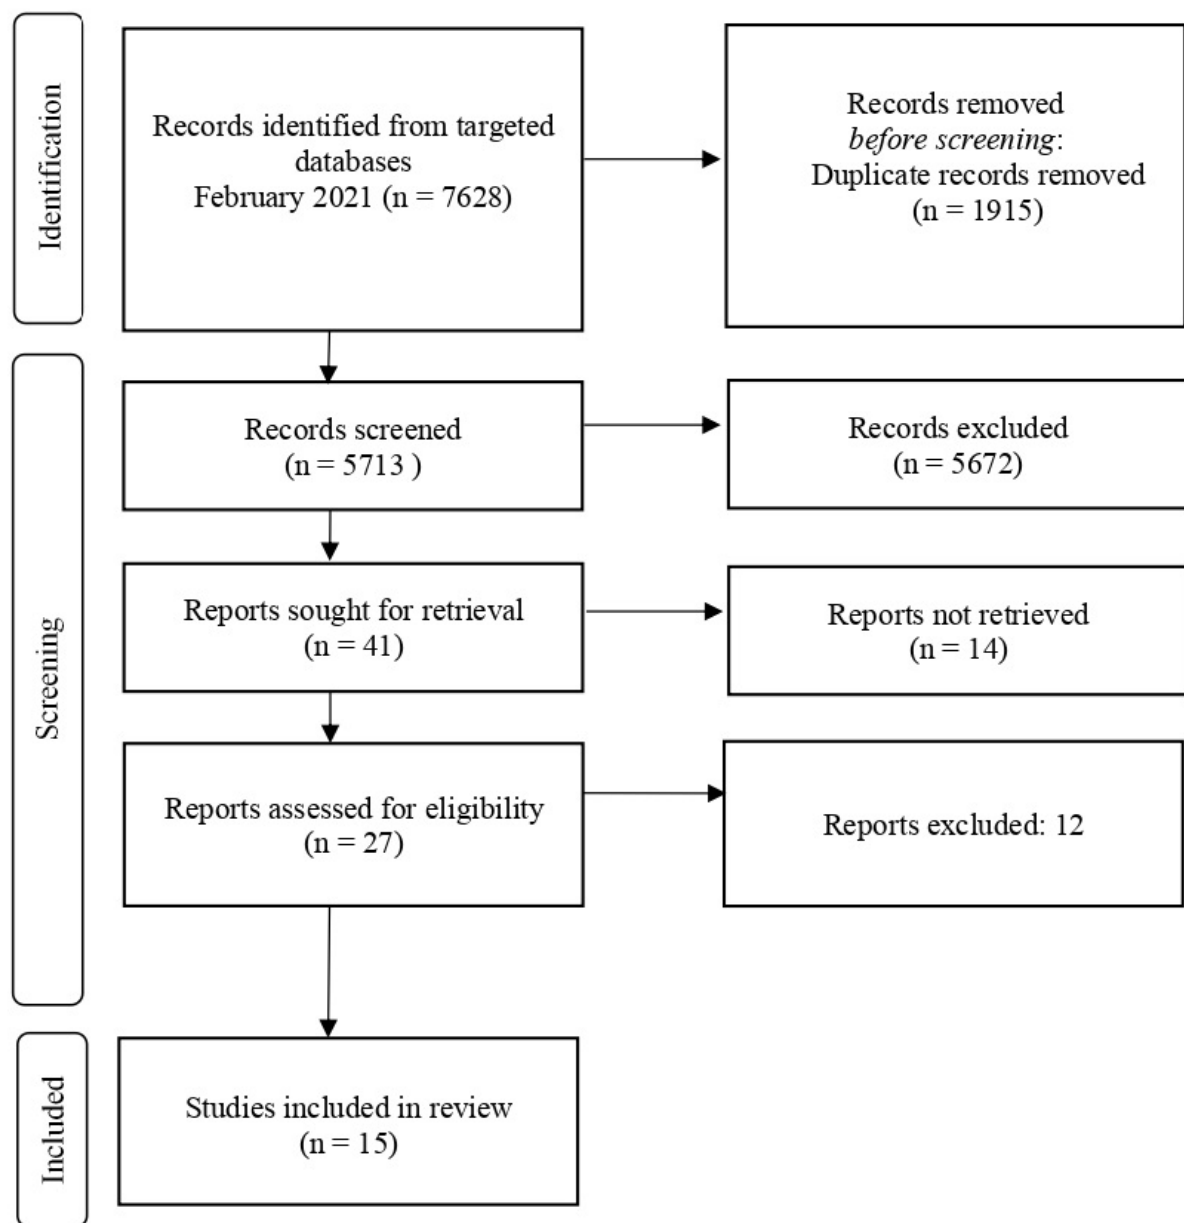 Identification
Records identified from targeted
databases
February 2021 (n = 7628)
Records removed
before screening:
Duplicate records removed
(n = 1915)
Screening
Records screened
(n = 5713 )
Records excluded
(n = 5672)
Reports sought for retrieval
(n = 41)
Reports not retrieved
(n = 14)
Reports assessed for eligibility
(n = 27)
Reports excluded: 12
Included
Studies included in review
(n = 15)